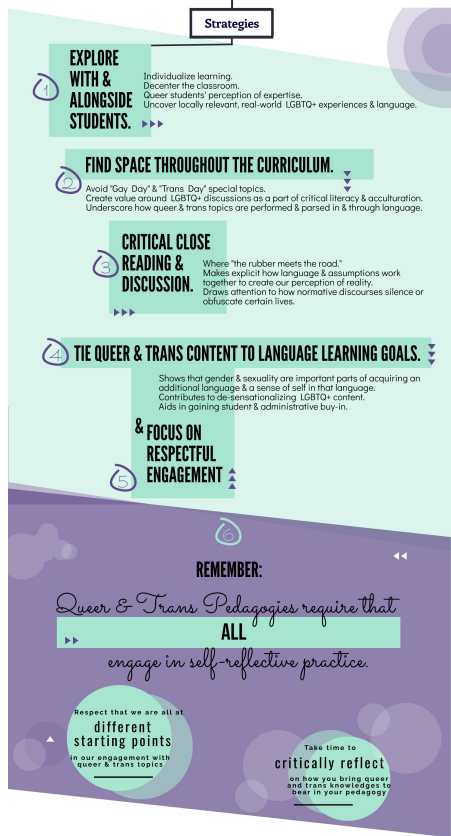 Strategies
1
EXPLORE
WITH &
ALONGSIDE
STUDENTS.
Individualize learning.
Decenter the classroom.
Queer students' perception of expertise.
Uncover locally relevant, real-world LGBTQ+ experiences & language.
2
FIND SPACE THROUGHOUT THE CURRICULUM.
Avoid "Gay Day" & "Trans Day" special topics.
Create value around LGBTQ+ discussions as a part of critical literacy & acculturation.
Underscore how queer & trans topics are performed & parsed in & through language.
3
CRITICAL CLOSE
READING &
DISCUSSION.
Where "the rubber meets the road."
Makes explicit how language & assumptions work
together to create our perception of reality.
Draws attention to how normative discourses silence or
obfuscate certain lives.
4
TIE QUEER & TRANS CONTENT TO LANGUAGE LEARNING GOALS.
Shows that gender & sexuality are important parts of acquiring an
additional language & a sense of self in that language.
Contributes to de-sensationalizing LGBTQ+ content.
Aids in gaining student & administrative buy-in.
5
& FOCUS ON
RESPECTFUL
ENGAGEMENT
6
REMEMBER:
Queer & Trans Pedagogies require that
ALL
engage in self-reflective practice.
Respect that we are all at
different
starting points
in our engagement with
queer & trans topics
Take time to
critically reflect
on how you bring queer
and trans knowledges to
bear in your pedagogy